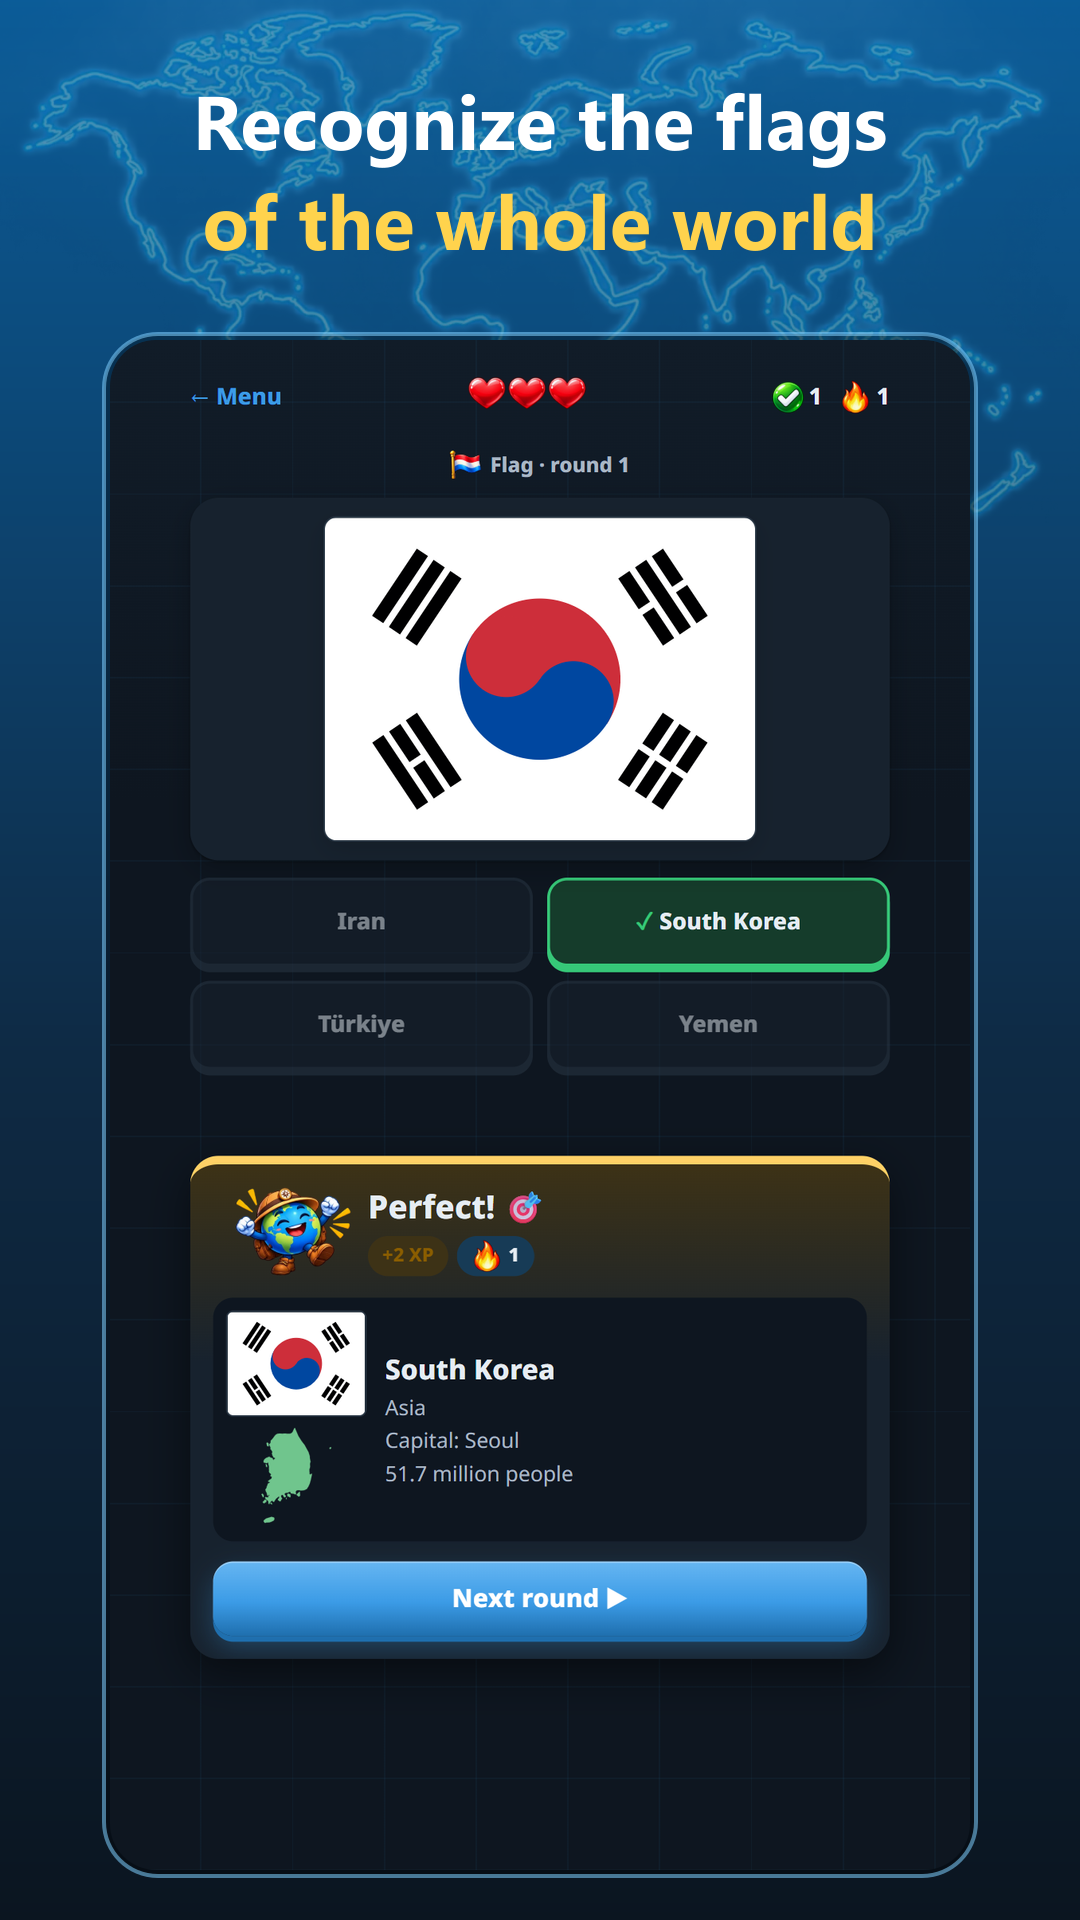 Recognize the flags
of the whole world
← Menu
1
1
Flag · round 1
Iran
✓ South Korea
Türkiye
Yemen
Perfect!
+2 XP
1
South Korea
Asia
Capital: Seoul
51.7 million people
Next round ▶